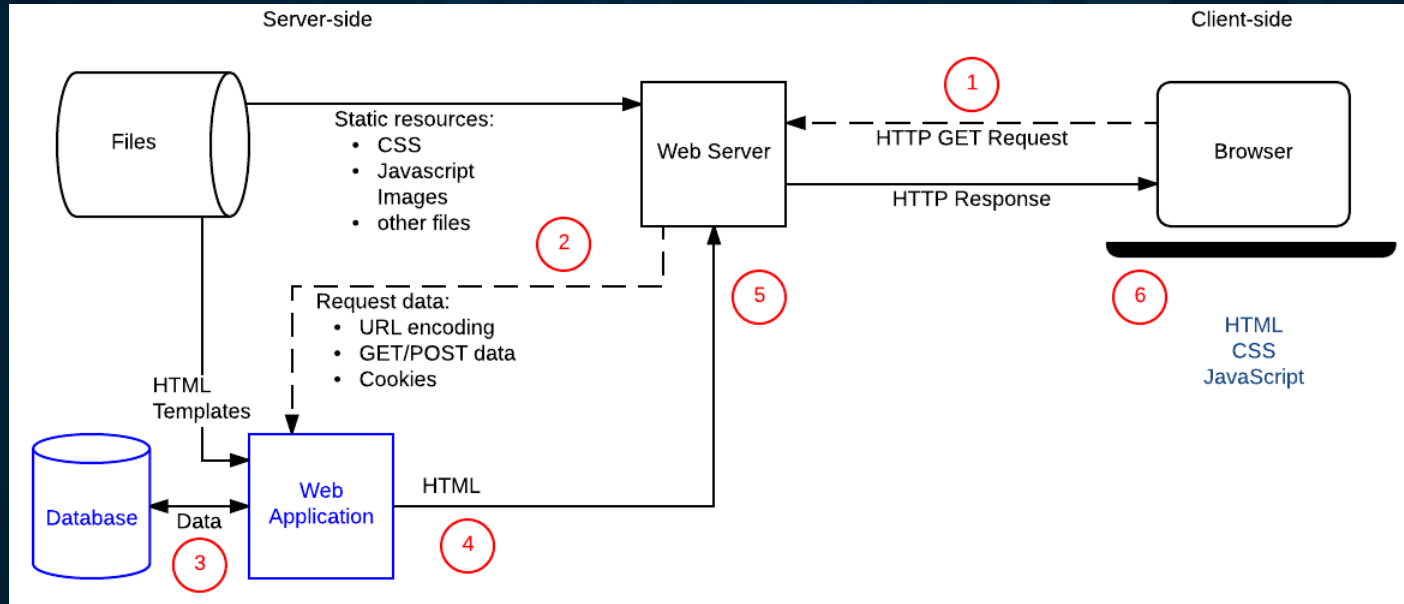 Server-side
Client-side
Files
Static resources:
• CSS
• Javascript
Images
• other files
Web Server
1
HTTP GET Request
HTTP Response
Browser
2
Request data:
• URL encoding
• GET/POST data
• Cookies
5
6
HTML
CSS
JavaScript
HTML
Templates
Database
Data
3
Web
Application
HTML
4